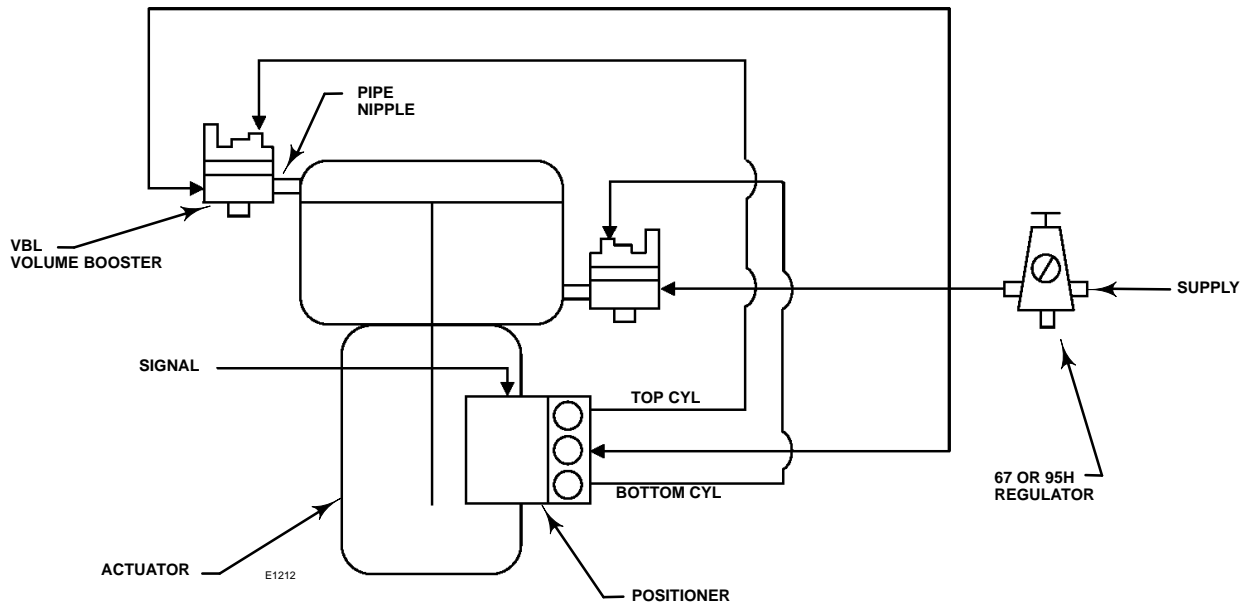 PIPE
NIPPLE
VBL
VOLUME BOOSTER
SUPPLY
SIGNAL
TOP CYL
67 OR 95H
REGULATOR
BOTTOM CYL
ACTUATOR
E1212
POSITIONER